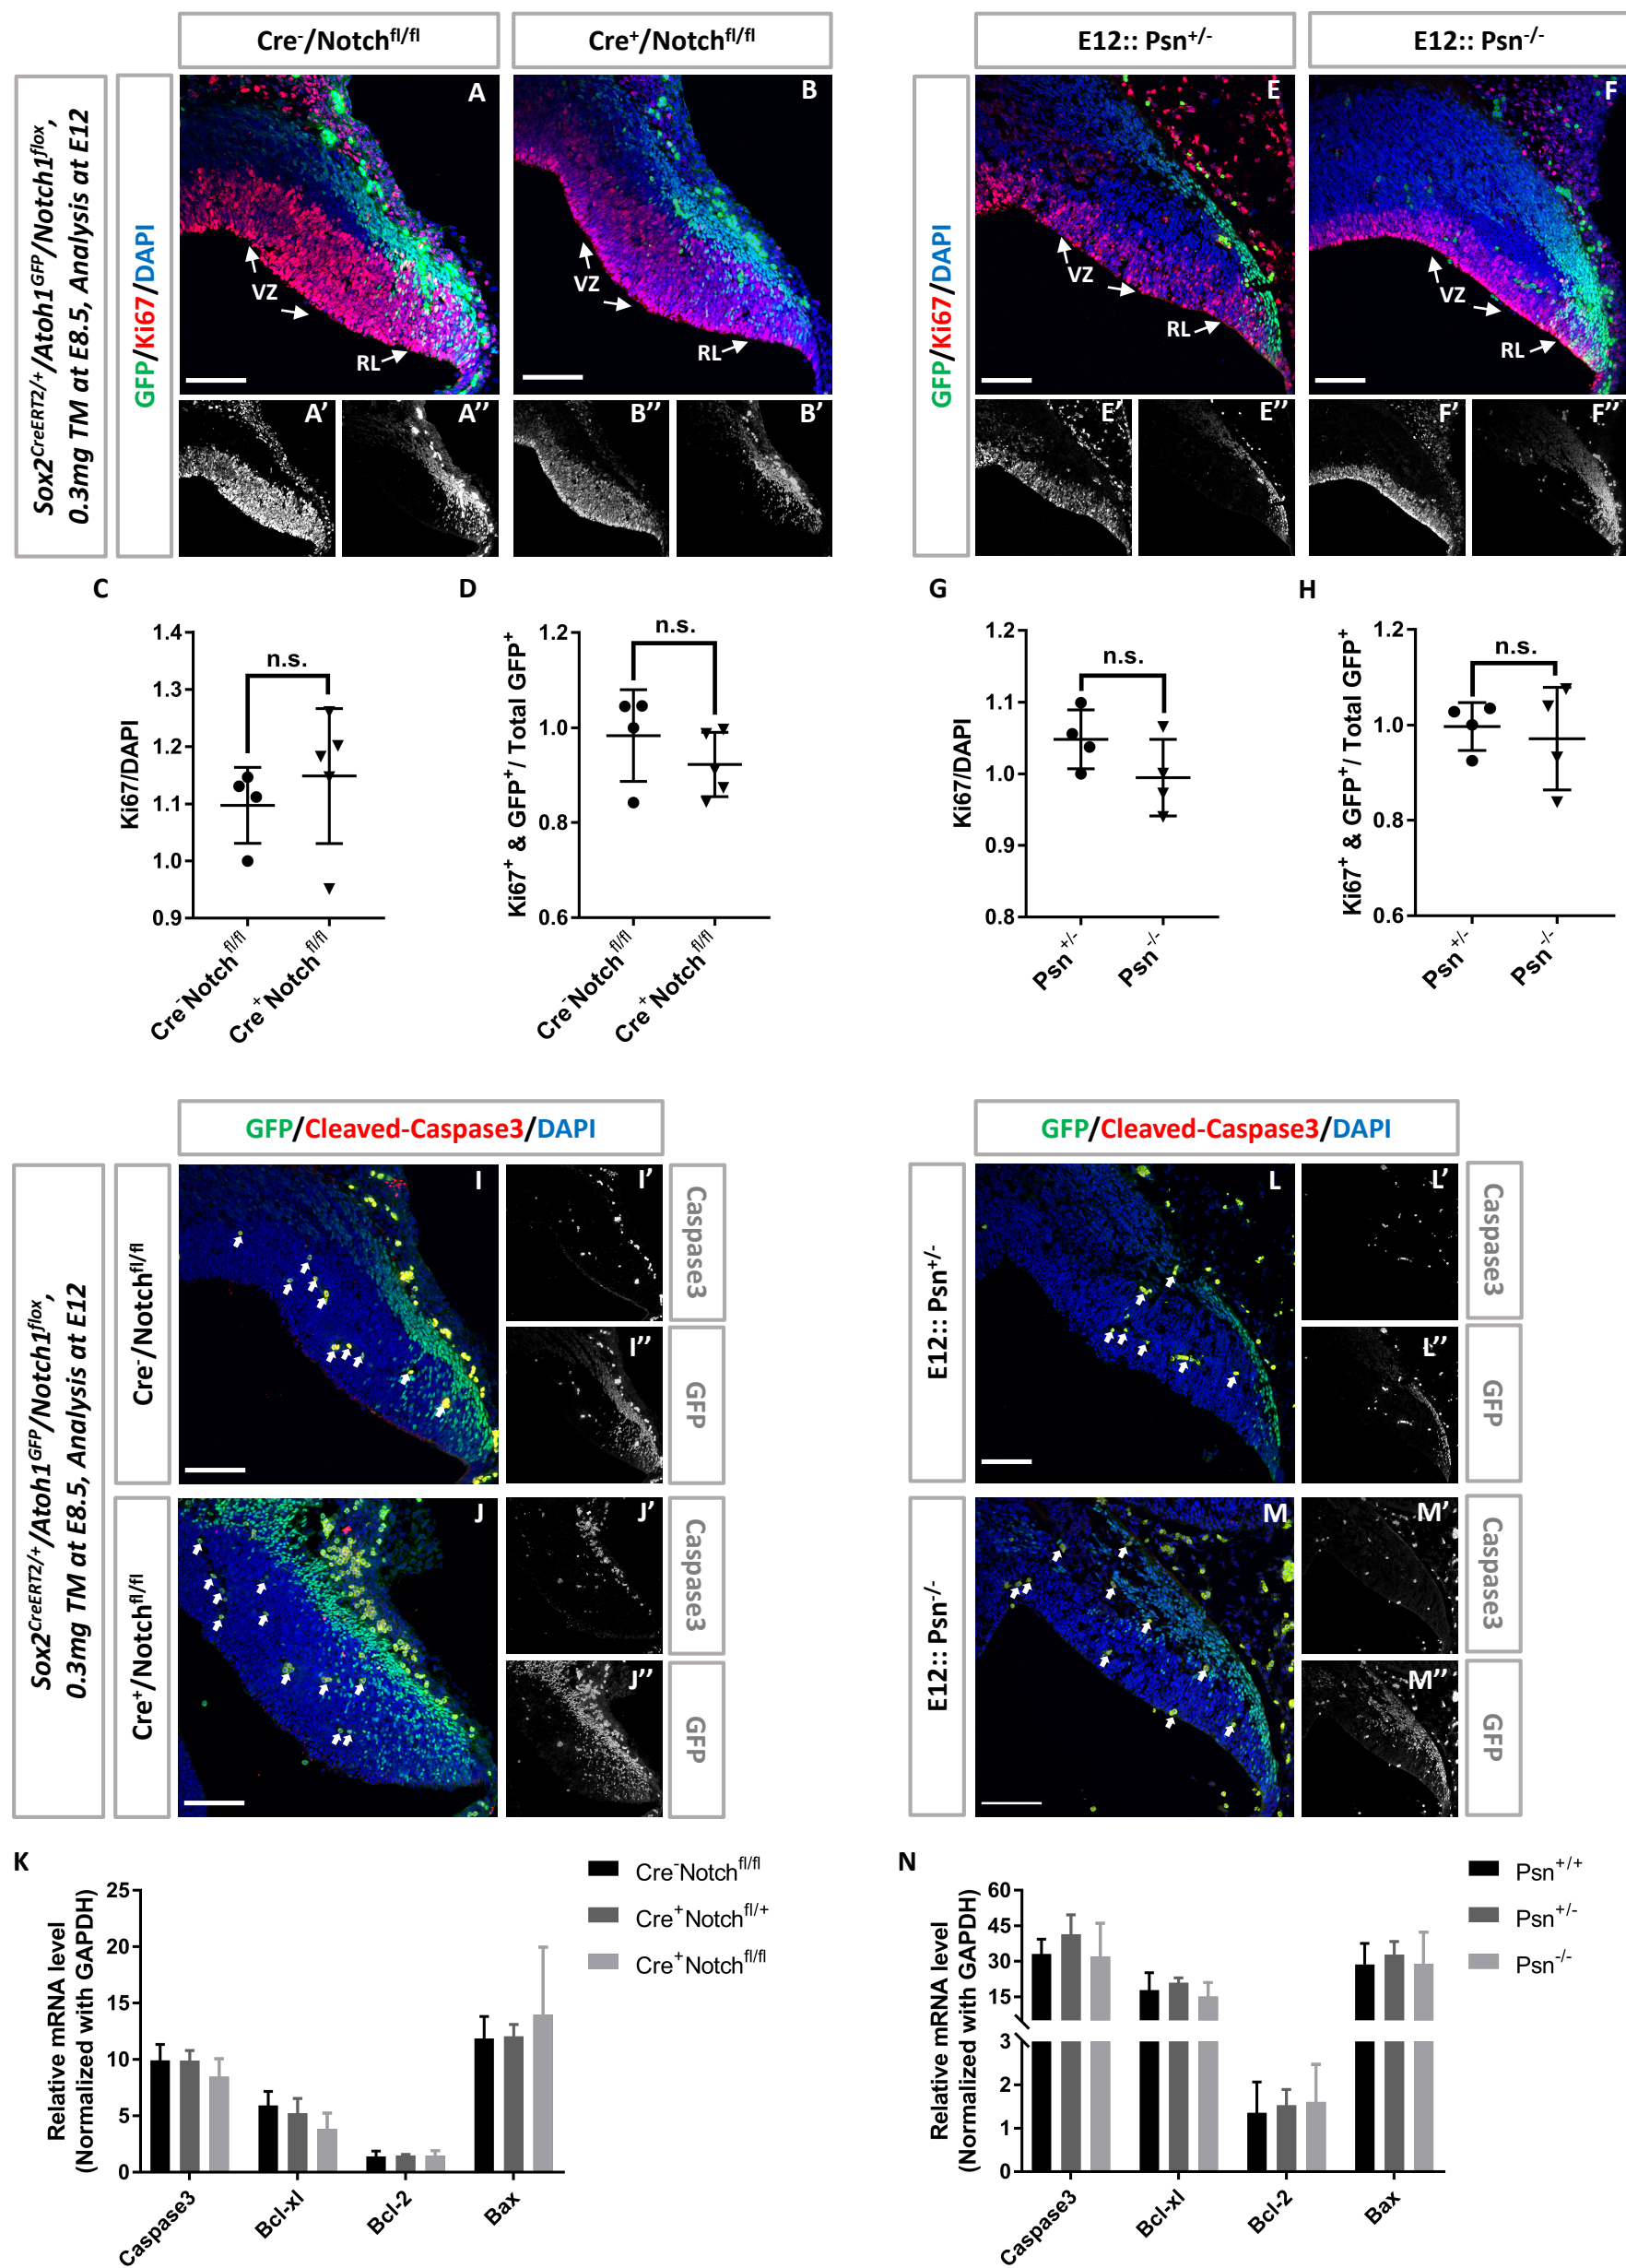 Cre⁻/Notchᶠˡ/ᶠˡ
Cre⁺/Notchᶠˡ/ᶠˡ
E12:: Psn⁺/⁻
E12:: Psn⁻/⁻
Sox2ᶜʳᵉᴱᴿᵀ²/⁺/Atoh1ᴳᶠᴾ/Notch1ᶠˡᵒˣ,
0.3mg TM at E8.5, Analysis at E12
GFP/Ki67/DAPI
A
VZ
RL
B
VZ
RL
GFP/Ki67/DAPI
E
VZ
RL
F
VZ
RL
A’
A’’
B’’
B’
E’
E’’
F’
F’’
C
Ki67/DAPI
1.4
1.3
1.2
1.1
1.0
0.9
n.s.
Cre⁻Notchᶠˡ/ᶠˡ
Cre⁺Notchᶠˡ/ᶠˡ
D
Ki67⁺ & GFP⁺/ Total GFP⁺
1.2
1.0
0.8
0.6
n.s.
Cre⁻Notchᶠˡ/ᶠˡ
Cre⁺Notchᶠˡ/ᶠˡ
G
Ki67/DAPI
1.2
1.1
1.0
0.9
0.8
n.s.
Psn⁺/⁻
Psn⁻/⁻
H
Ki67⁺ & GFP⁺/ Total GFP⁺
1.2
1.0
0.8
0.6
n.s.
Psn⁺/⁻
Psn⁻/⁻
GFP/Cleaved-Caspase3/DAPI
GFP/Cleaved-Caspase3/DAPI
Sox2ᶜʳᵉᴱᴿᵀ²/⁺/Atoh1ᴳᶠᴾ/Notch1ᶠˡᵒˣ,
0.3mg TM at E8.5, Analysis at E12
Cre⁻/Notchᶠˡ/ᶠˡ
I
I’
Caspase3
I’’
GFP
Cre⁺/Notchᶠˡ/ᶠˡ
J
J’
Caspase3
J’’
GFP
E12:: Psn⁺/⁻
L
L’
Caspase3
L’’
GFP
E12:: Psn⁻/⁻
M
M’
Caspase3
M’’
GFP
K
Relative mRNA level
(Normalized with GAPDH)
25
20
15
10
5
0
Caspase3
Bcl-xl
Bcl-2
Bax
Cre⁻Notchᶠˡ/ᶠˡ
Cre⁺Notchᶠˡ/⁺
Cre⁺Notchᶠˡ/ᶠˡ
N
Relative mRNA level
(Normalized with GAPDH)
60
45
30
15
3
2
1
0
Caspase3
Bcl-xl
Bcl-2
Bax
Psn⁺/⁺
Psn⁺/⁻
Psn⁻/⁻